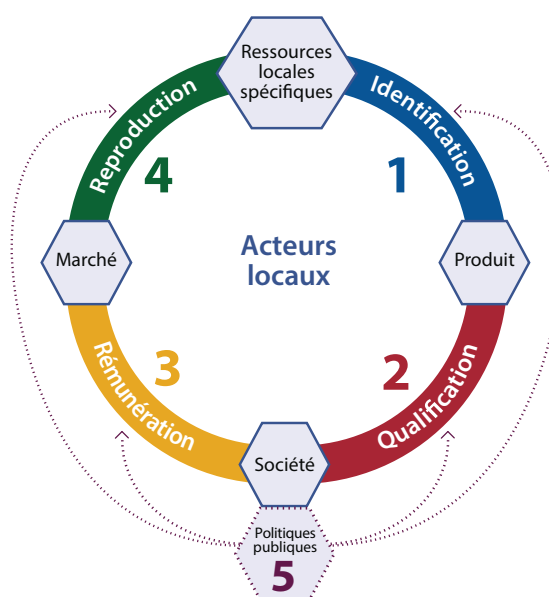 Ressources
locales
spécifiques
Identification
1
Produit
2
Qualification
Société
Rémunération
3
Marché
4
Reproduction
Acteurs
locaux
Politiques
publiques
5